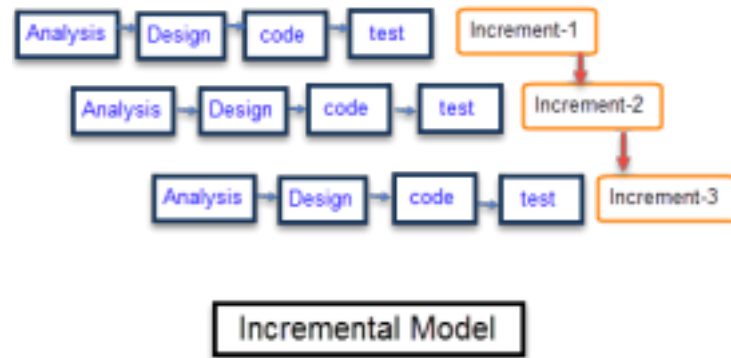 Analysis Design code test Increment-1
Analysis Design code test Increment-2
Analysis Design code test Increment-3
Incremental Model